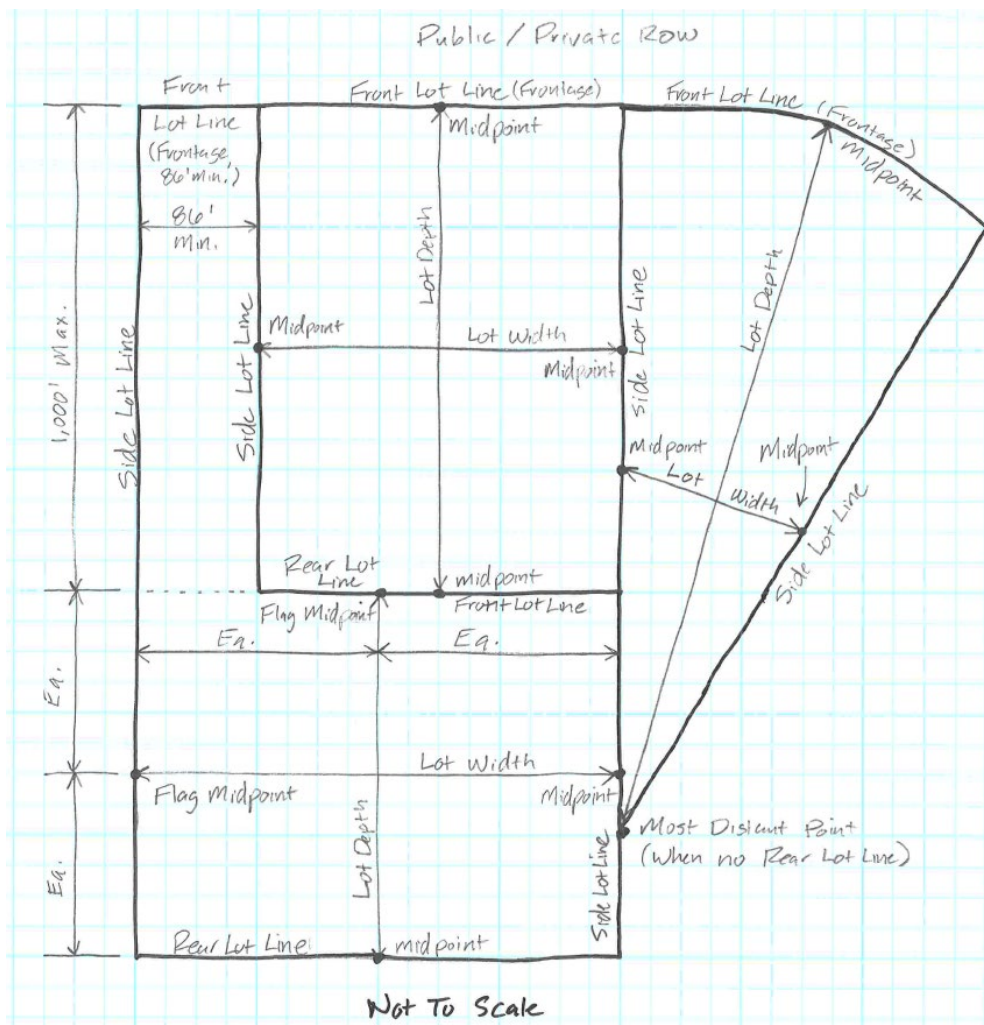 Public / Private ROW
Front
Lot Line
(Frontage
86' min.)
86'
Min.
Front Lot Line (Frontage)
Midpoint
Front Lot Line (Frontage)
Midpoint
Lot Depth
Lot Depth
1,000' Max.
Side Lot Line
Side Lot Line
Midpoint
Lot Width
Midpoint
Side Lot Line
Midpoint
Lot Width
Midpoint
Side Lot Line
Rear Lot
Line
midpoint
Flag Midpoint
Front Lot Line
Eq.
Eq.
Eq.
Lot Width
Flag Midpoint
Midpoint
Lot Depth
Most Distant Point
(When no Rear Lot Line)
Eq.
Side Lot Line
Rear Lot Line
midpoint
Not To Scale